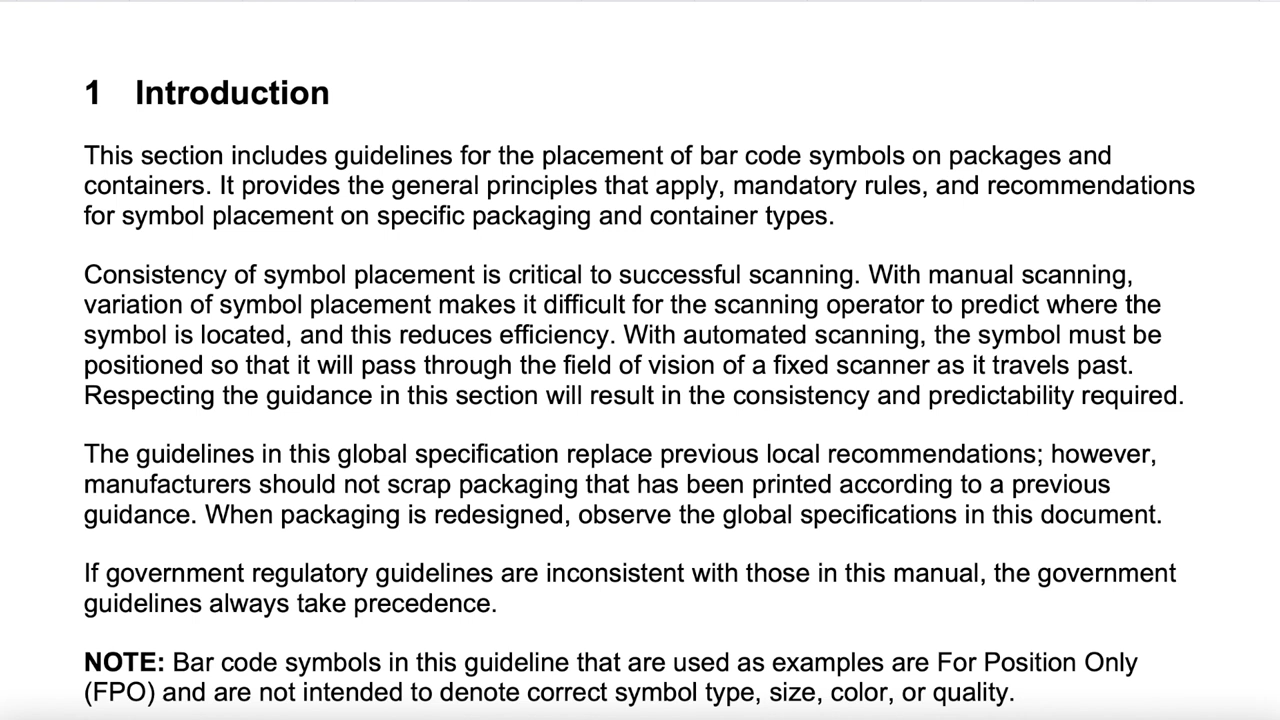 1 Introduction
This section includes guidelines for the placement of bar code symbols on packages and
containers. It provides the general principles that apply, mandatory rules, and recommendations
for symbol placement on specific packaging and container types.
Consistency of symbol placement is critical to successful scanning. With manual scanning,
variation of symbol placement makes it difficult for the scanning operator to predict where the
symbol is located, and this reduces efficiency. With automated scanning, the symbol must be
positioned so that it will pass through the field of vision of a fixed scanner as it travels past.
Respecting the guidance in this section will result in the consistency and predictability required.
The guidelines in this global specification replace previous local recommendations; however,
manufacturers should not scrap packaging that has been printed according to a previous
guidance. When packaging is redesigned, observe the global specifications in this document.
If government regulatory guidelines are inconsistent with those in this manual, the government
guidelines always take precedence.
NOTE: Bar code symbols in this guideline that are used as examples are For Position Only
(FPO) and are not intended to denote correct symbol type, size, color, or quality.